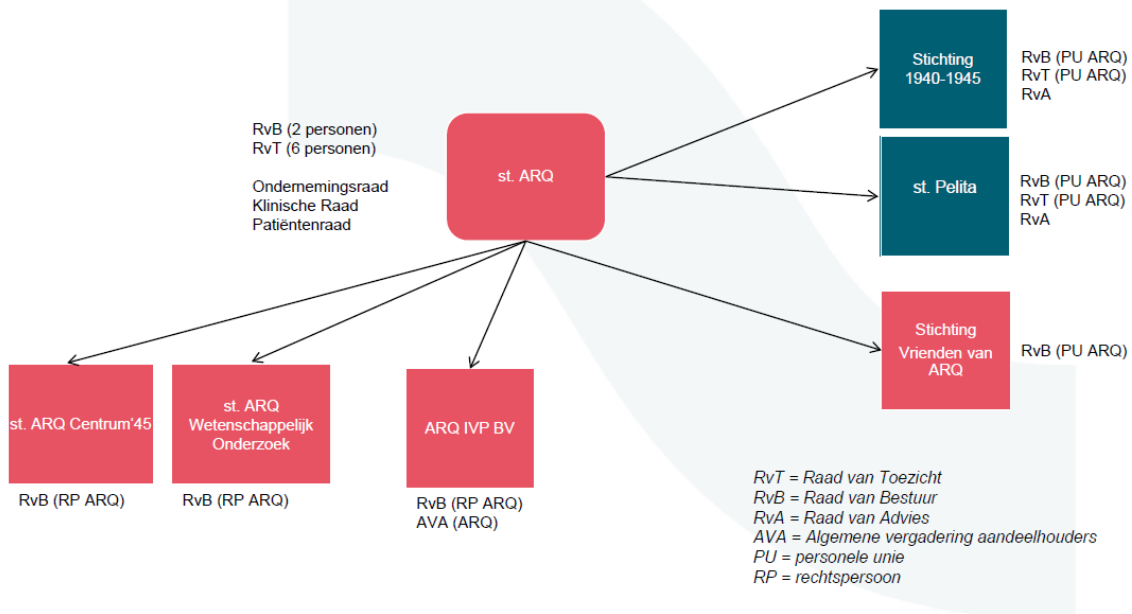 Stichting
1940-1945
RvB (PU ARQ)
RvT (PU ARQ)
RvA
RvB (2 personen)
RvT (6 personen)
Ondernemingsraad
Klinische Raad
Patiëntenraad
st. ARQ
st. Pelita
RvB (PU ARQ)
RvT (PU ARQ)
RvA
Stichting
Vrienden van
ARQ
RvB (PU ARQ)
st. ARQ Centrum'45
RvB (RP ARQ)
st. ARQ
Wetenschappelijk
Onderzoek
RvB (RP ARQ)
ARQ IVP BV
RvB (RP ARQ)
AVA (ARQ)
RvT = Raad van Toezicht
RvB = Raad van Bestuur
RvA = Raad van Advies
AVA = Algemene vergadering aandeelhouders
PU = personele unie
RP = rechtspersoon